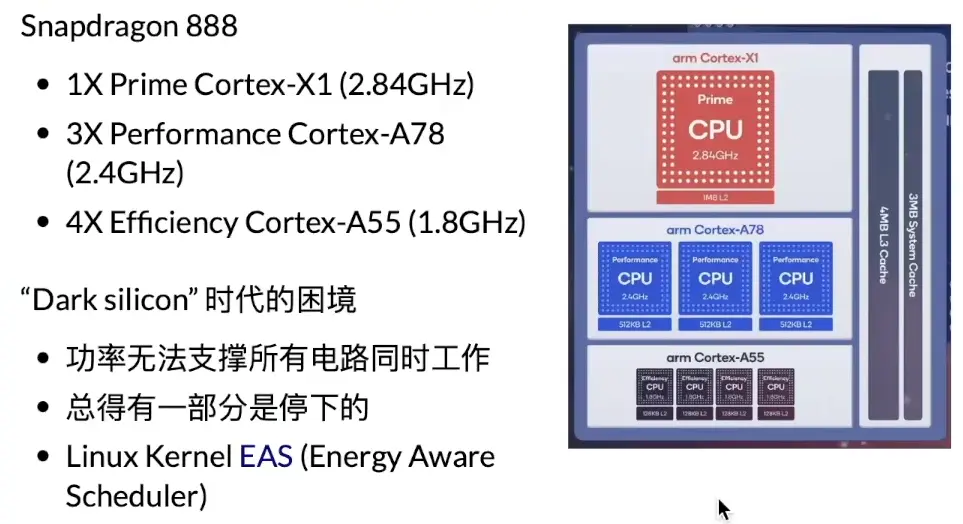 Snapdragon 888
• 1X Prime Cortex-X1 (2.84GHz)
• 3X Performance Cortex-A78
(2.4GHz)
• 4X Efficiency Cortex-A55 (1.8GHz)
“Dark silicon” 时代的困境
• 功率无法支撑所有电路同时工作
• 总得有一部分是停下的
• Linux Kernel EAS (Energy Aware
Scheduler)
arm Cortex-X1
Prime
CPU
2.84GHz
1MB L2
arm Cortex-A78
Performance Performance Performance
CPU CPU CPU
2.4GHz 2.4GHz 2.4GHz
512KB L2 512KB L2 512KB L2
arm Cortex-A55
Efficiency Efficiency Efficiency Efficiency
CPU CPU CPU CPU
1.8GHz 1.8GHz 1.8GHz 1.8GHz
128KB L2 128KB L2 128KB L2 128KB L2
4MB L3 Cache
3MB System Cache